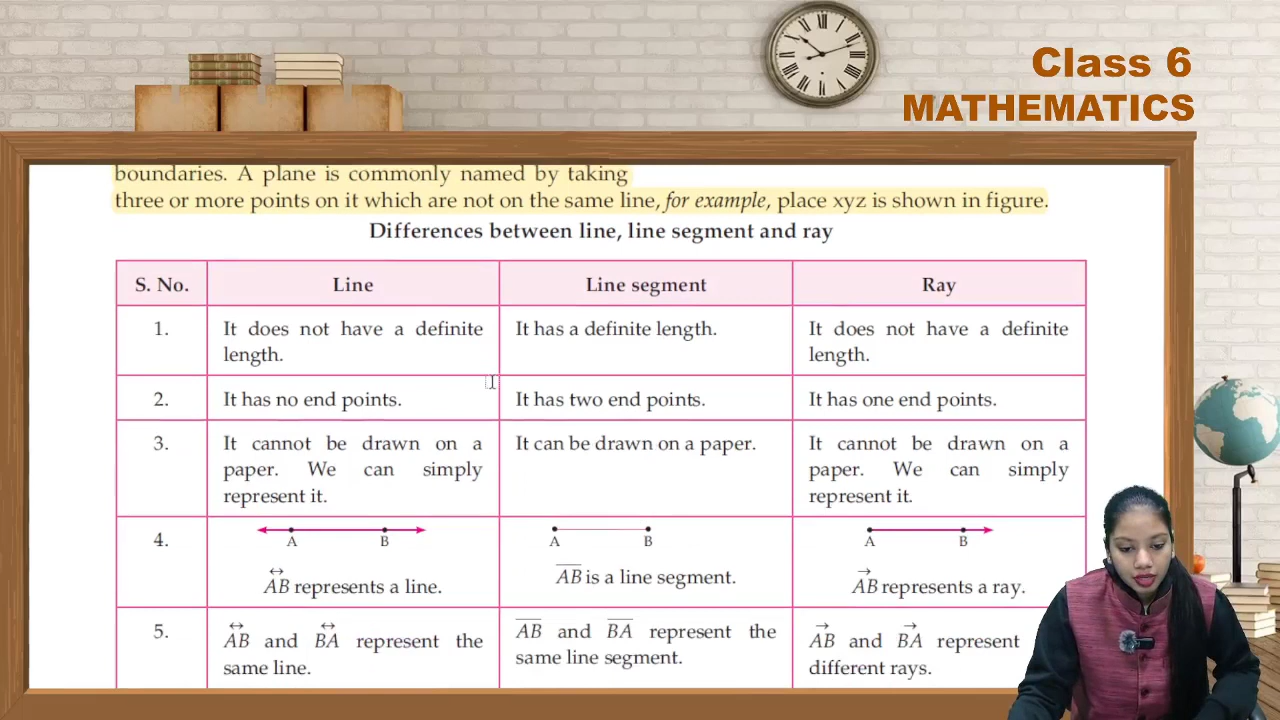 Class 6
MATHEMATICS
boundaries. A plane is commonly named by taking
three or more points on it which are not on the same line, for example, place xyz is shown in figure.
Differences between line, line segment and ray
S. No.
Line
Line segment
Ray
1.
It does not have a definite
length.
It has a definite length.
It does not have a definite
length.
2.
It has no end points.
It has two end points.
It has one end points.
3.
It cannot be drawn on a
paper. We can simply
represent it.
It can be drawn on a paper.
It cannot be drawn on a
paper. We can simply
represent it.
4.
A B
A͞B͞ represents a line.
A B
A͞B͞ is a line segment.
A B
A͞B͞ represents a ray.
5.
AB and BA represent the
same line.
AB and BA represent the
same line segment.
AB and BA represent
different rays.